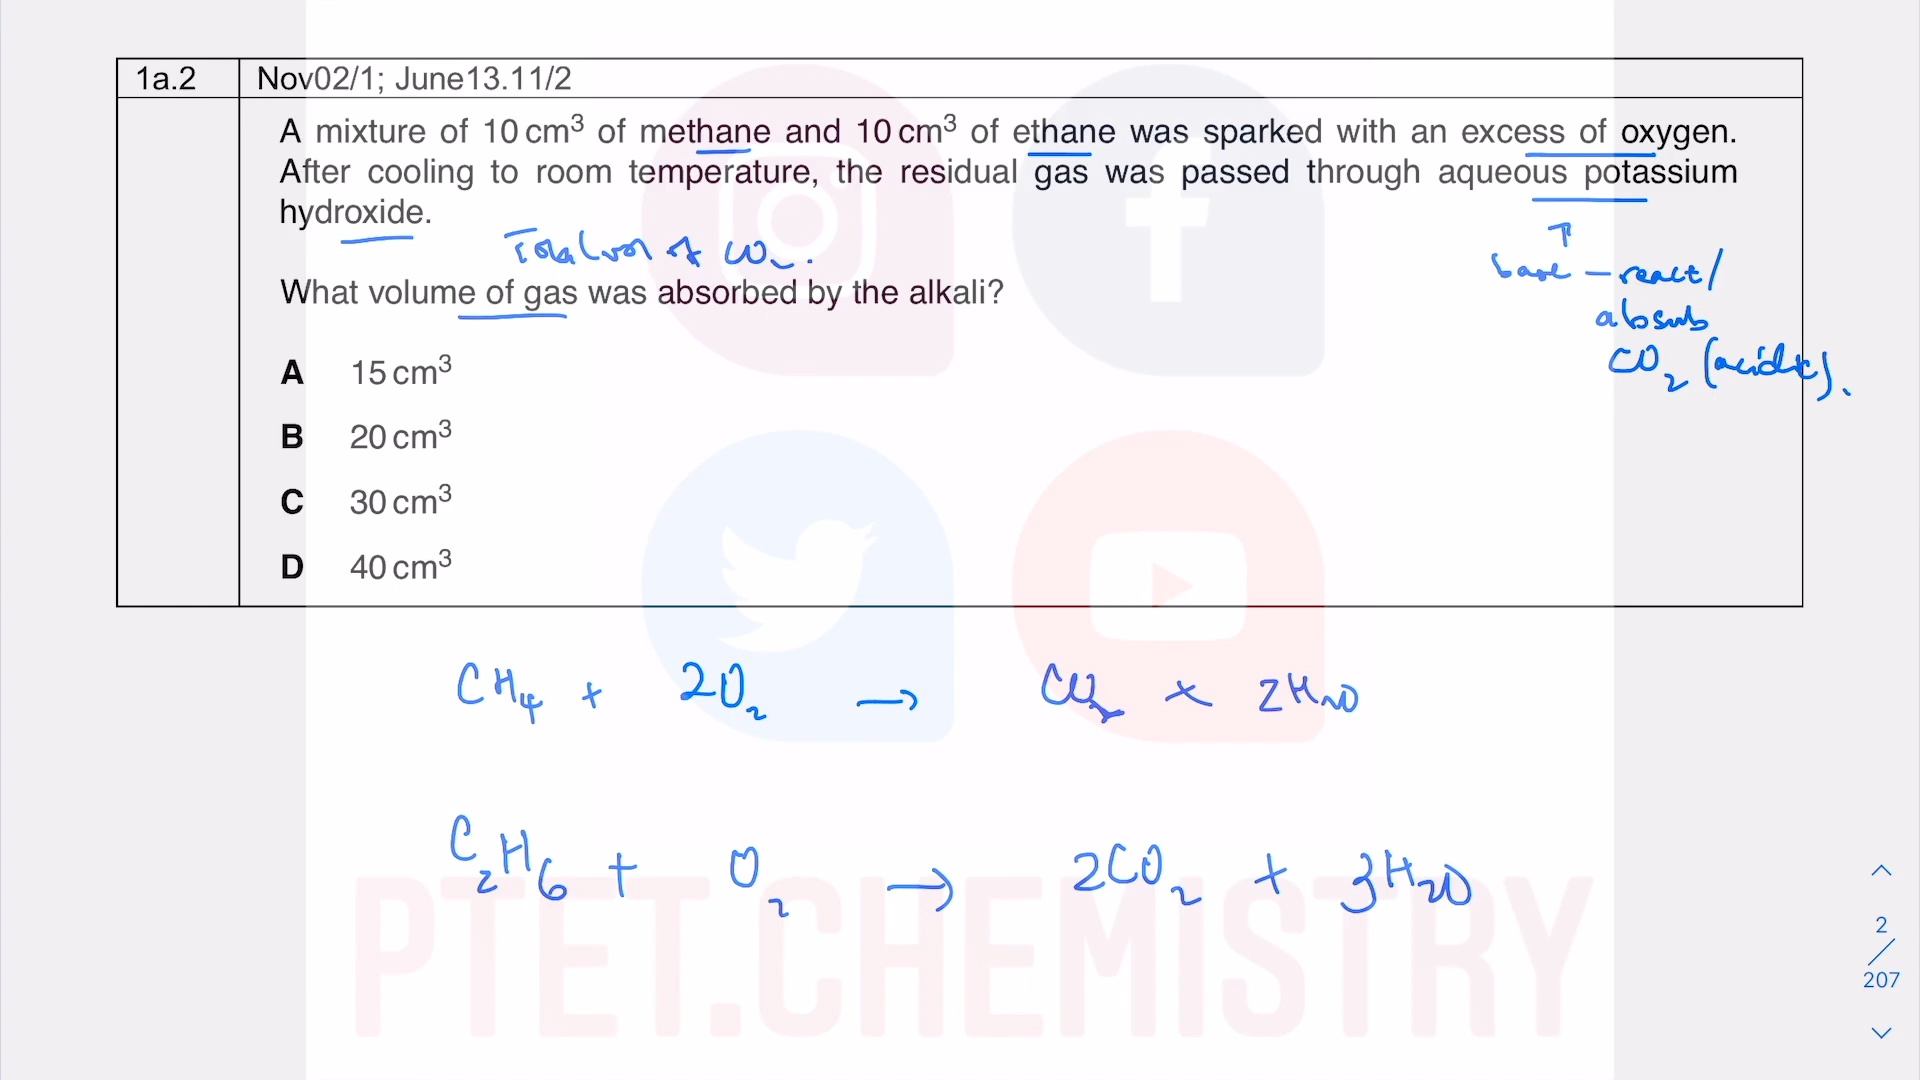 1a.2 Nov02/1; June13.11/2
A mixture of 10 cm³ of methane and 10 cm³ of ethane was sparked with an excess of oxygen.
After cooling to room temperature, the residual gas was passed through aqueous potassium
hydroxide.
Total vol of CO₂.
↑
base — react/
absorb
CO₂ (acidic).
What volume of gas was absorbed by the alkali?
A 15 cm³
B 20 cm³
C 30 cm³
D 40 cm³
CH₄ + 2O₂ → CO₂ + 2H₂O
C₂H₆ + O₂ → 2CO₂ + 3H₂O
PTET.CHEMISTRY
2
/
207